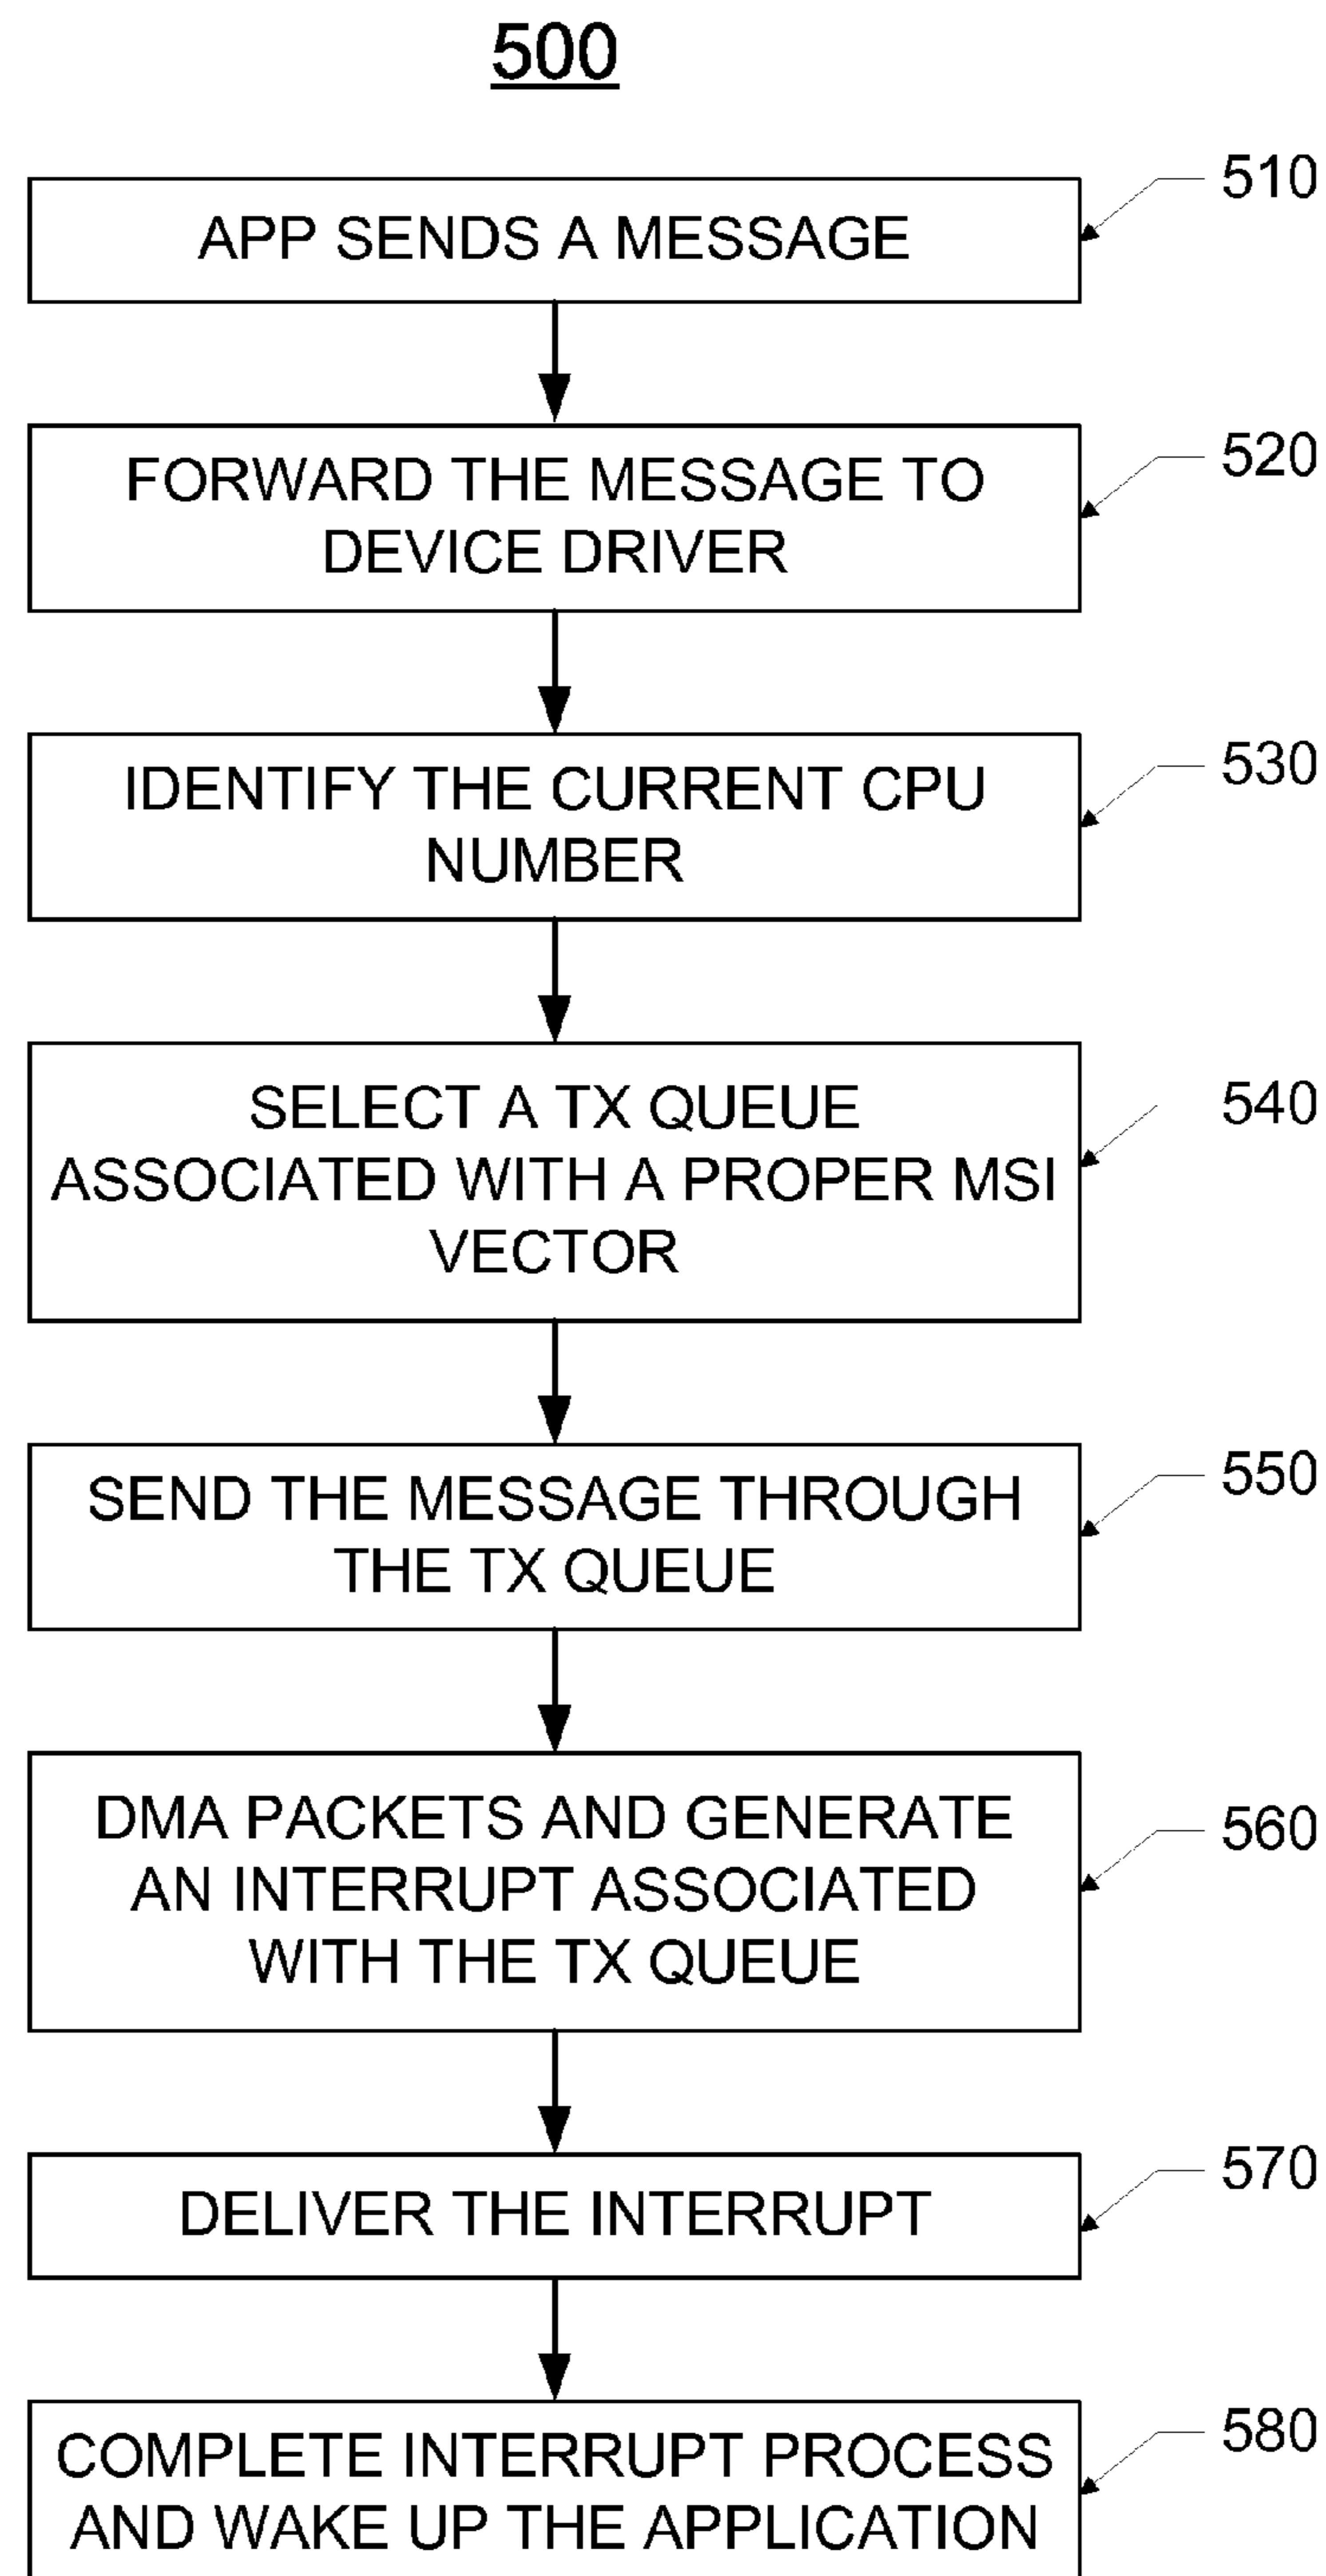 500
APP SENDS A MESSAGE
510
FORWARD THE MESSAGE TO
DEVICE DRIVER
520
IDENTIFY THE CURRENT CPU
NUMBER
530
SELECT A TX QUEUE
ASSOCIATED WITH A PROPER MSI
VECTOR
540
SEND THE MESSAGE THROUGH
THE TX QUEUE
550
DMA PACKETS AND GENERATE
AN INTERRUPT ASSOCIATED
WITH THE TX QUEUE
560
DELIVER THE INTERRUPT
570
COMPLETE INTERRUPT PROCESS
AND WAKE UP THE APPLICATION
580